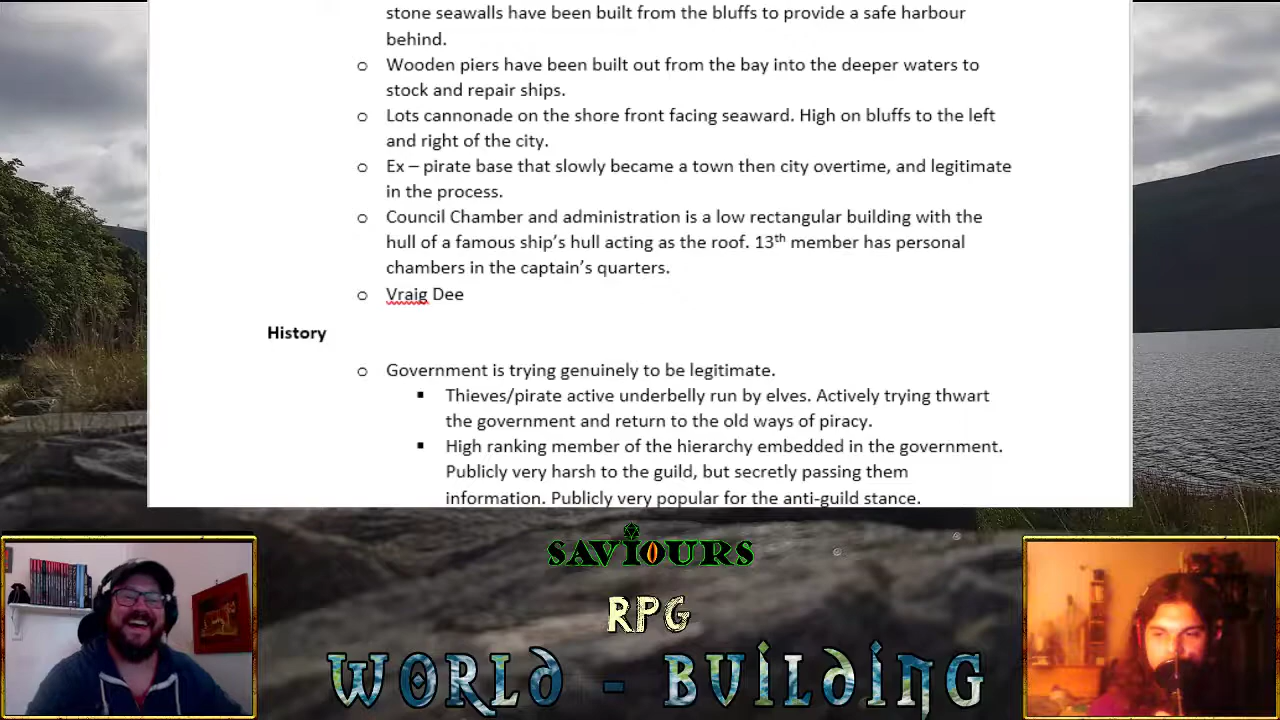 stone seawalls have been built from the bluffs to provide a safe harbour
behind.
o Wooden piers have been built out from the bay into the deeper waters to
stock and repair ships.
o Lots cannonade on the shore front facing seaward. High on bluffs to the left
and right of the city.
o Ex – pirate base that slowly became a town then city overtime, and legitimate
in the process.
o Council Chamber and administration is a low rectangular building with the
hull of a famous ship's hull acting as the roof. 13th member has personal
chambers in the captain's quarters.
o Vraig Dee
History
o Government is trying genuinely to be legitimate.
▪ Thieves/pirate active underbelly run by elves. Actively trying thwart
the government and return to the old ways of piracy.
▪ High ranking member of the hierarchy embedded in the government.
Publicly very harsh to the guild, but secretly passing them
information. Publicly very popular for the anti-guild stance.
SAVIOURS
RPG
WORLD - BUILDING